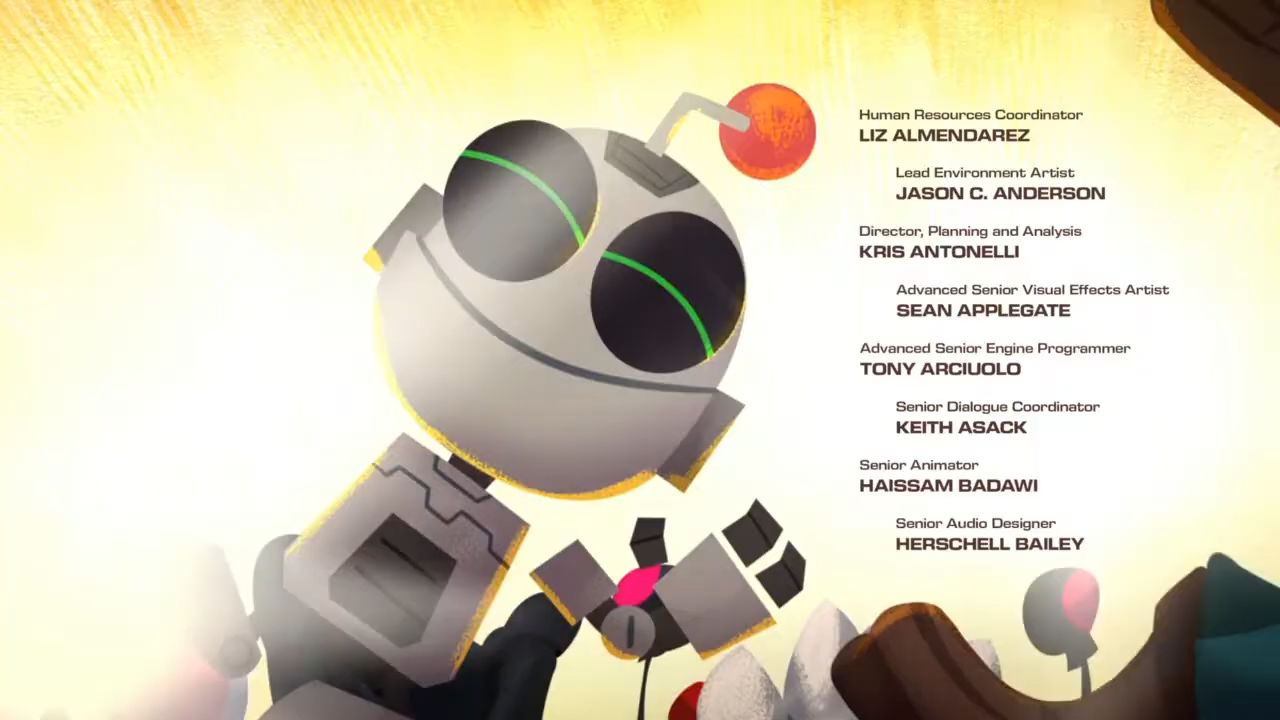 Human Resources Coordinator
LIZ ALMENDAREZ
Lead Environment Artist
JASON C. ANDERSON
Director, Planning and Analysis
KRIS ANTONELLI
Advanced Senior Visual Effects Artist
SEAN APPLEGATE
Advanced Senior Engine Programmer
TONY ARCIUOLO
Senior Dialogue Coordinator
KEITH ASACK
Senior Animator
HAISSAM BADAWI
Senior Audio Designer
HERSCHELL BAILEY